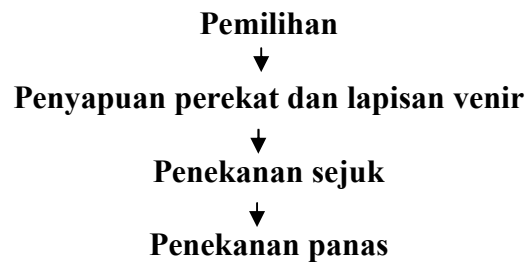 Pemilihan
Penyapuan perekat dan lapisan venir
Penekanan sejuk
Penekanan panas